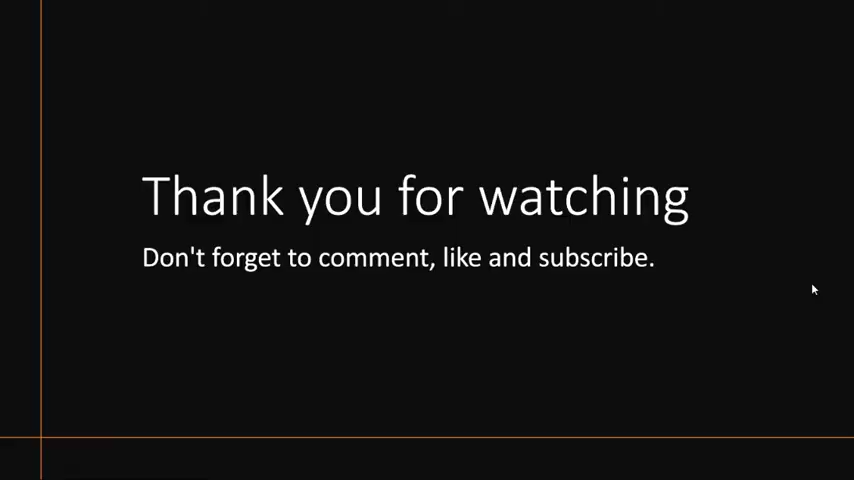 Thank you for watching
Don't forget to comment, like and subscribe.